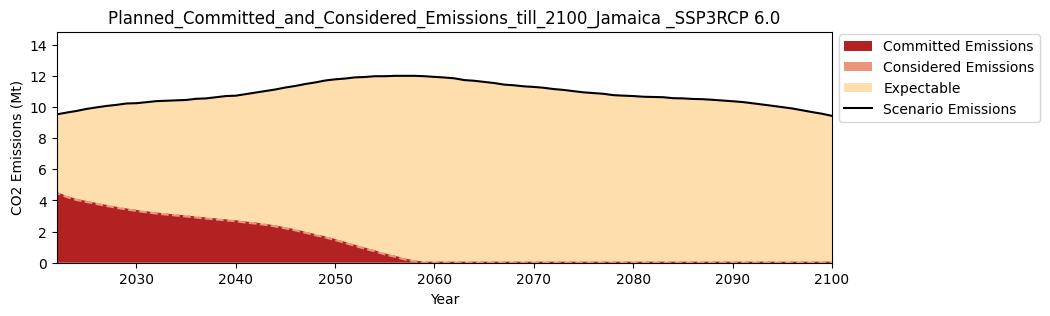 Planned_Committed_and_Considered_Emissions_till_2100_Jamaica _SSP3RCP 6.0
14
12
10
8
6
4
2
0
CO2 Emissions (Mt)
2030 2040 2050 2060 2070 2080 2090 2100
Year
Committed Emissions
Considered Emissions
Expectable
Scenario Emissions